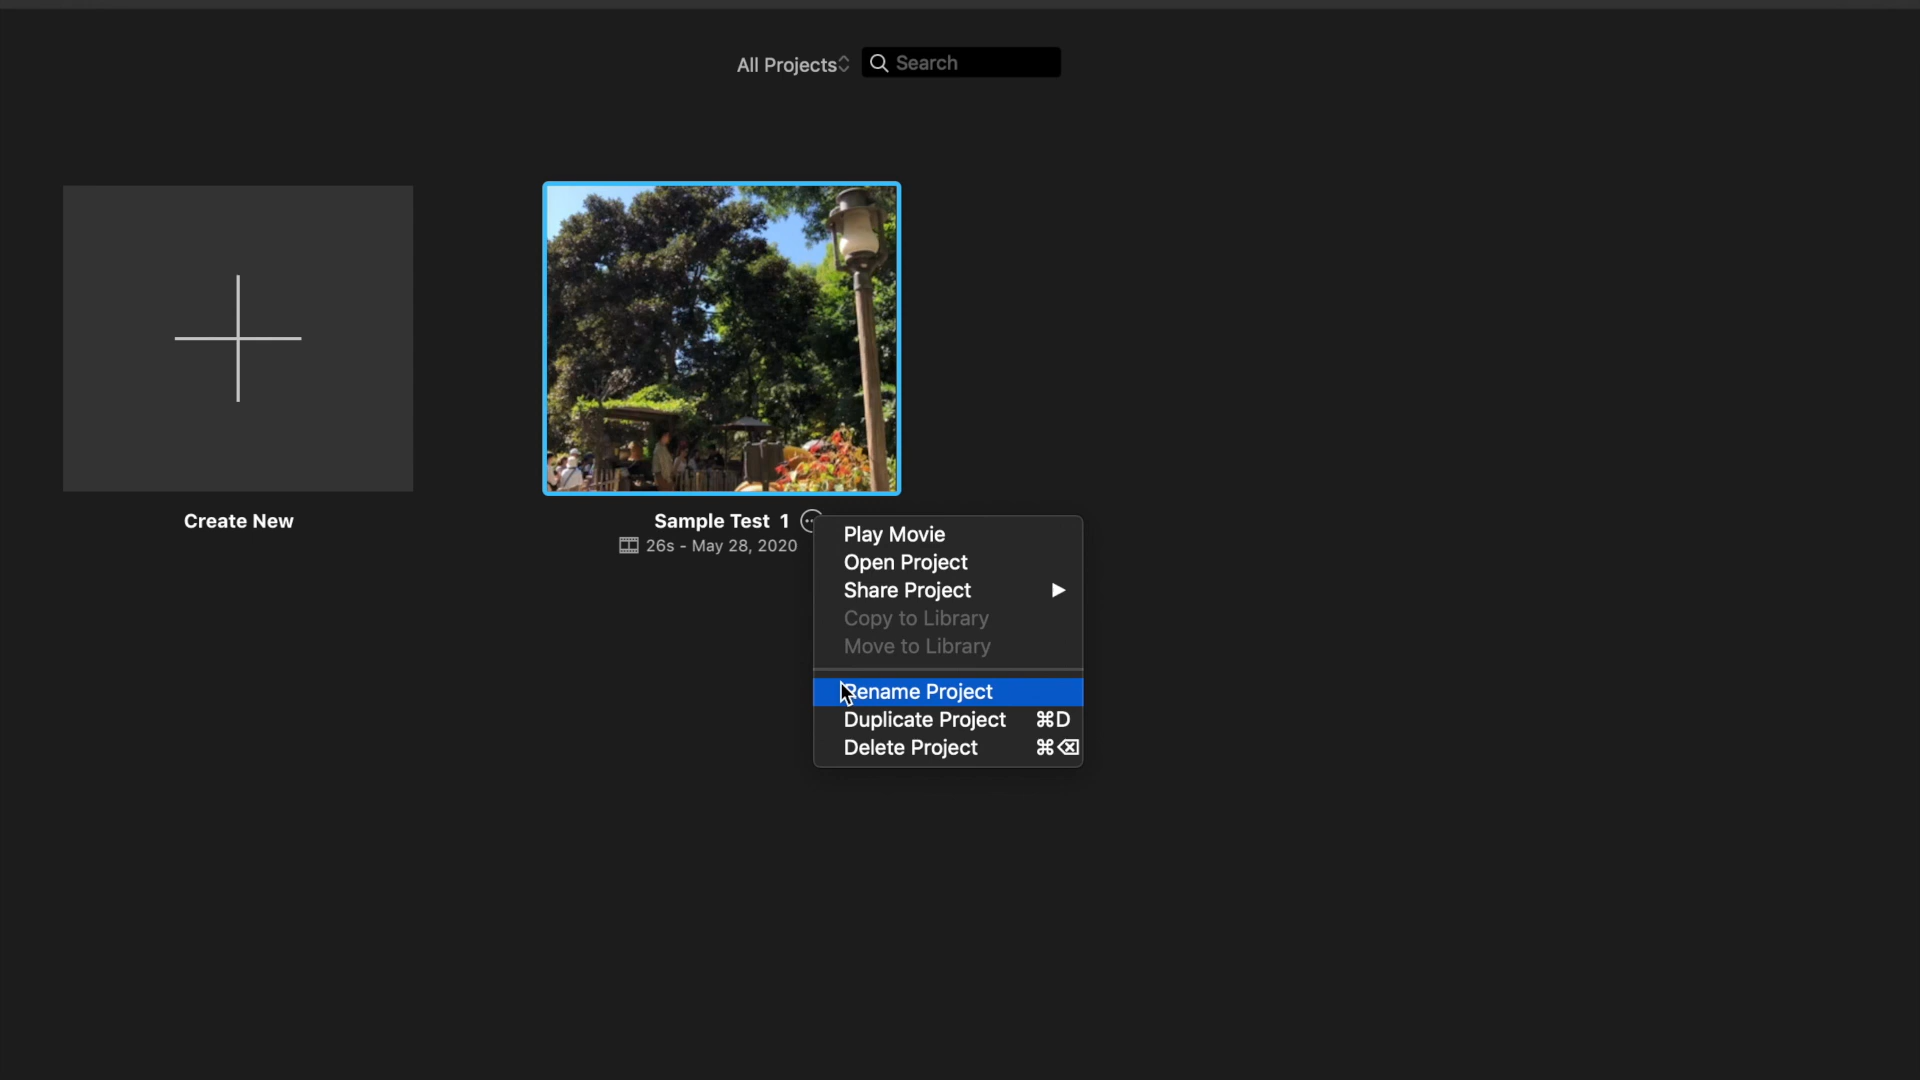 All Projects
Search
Create New
Sample Test 1
26s - May 28, 2020
Play Movie
Open Project
Share Project
Copy to Library
Move to Library
Rename Project
Duplicate Project ⌘D
Delete Project ⌘⌫